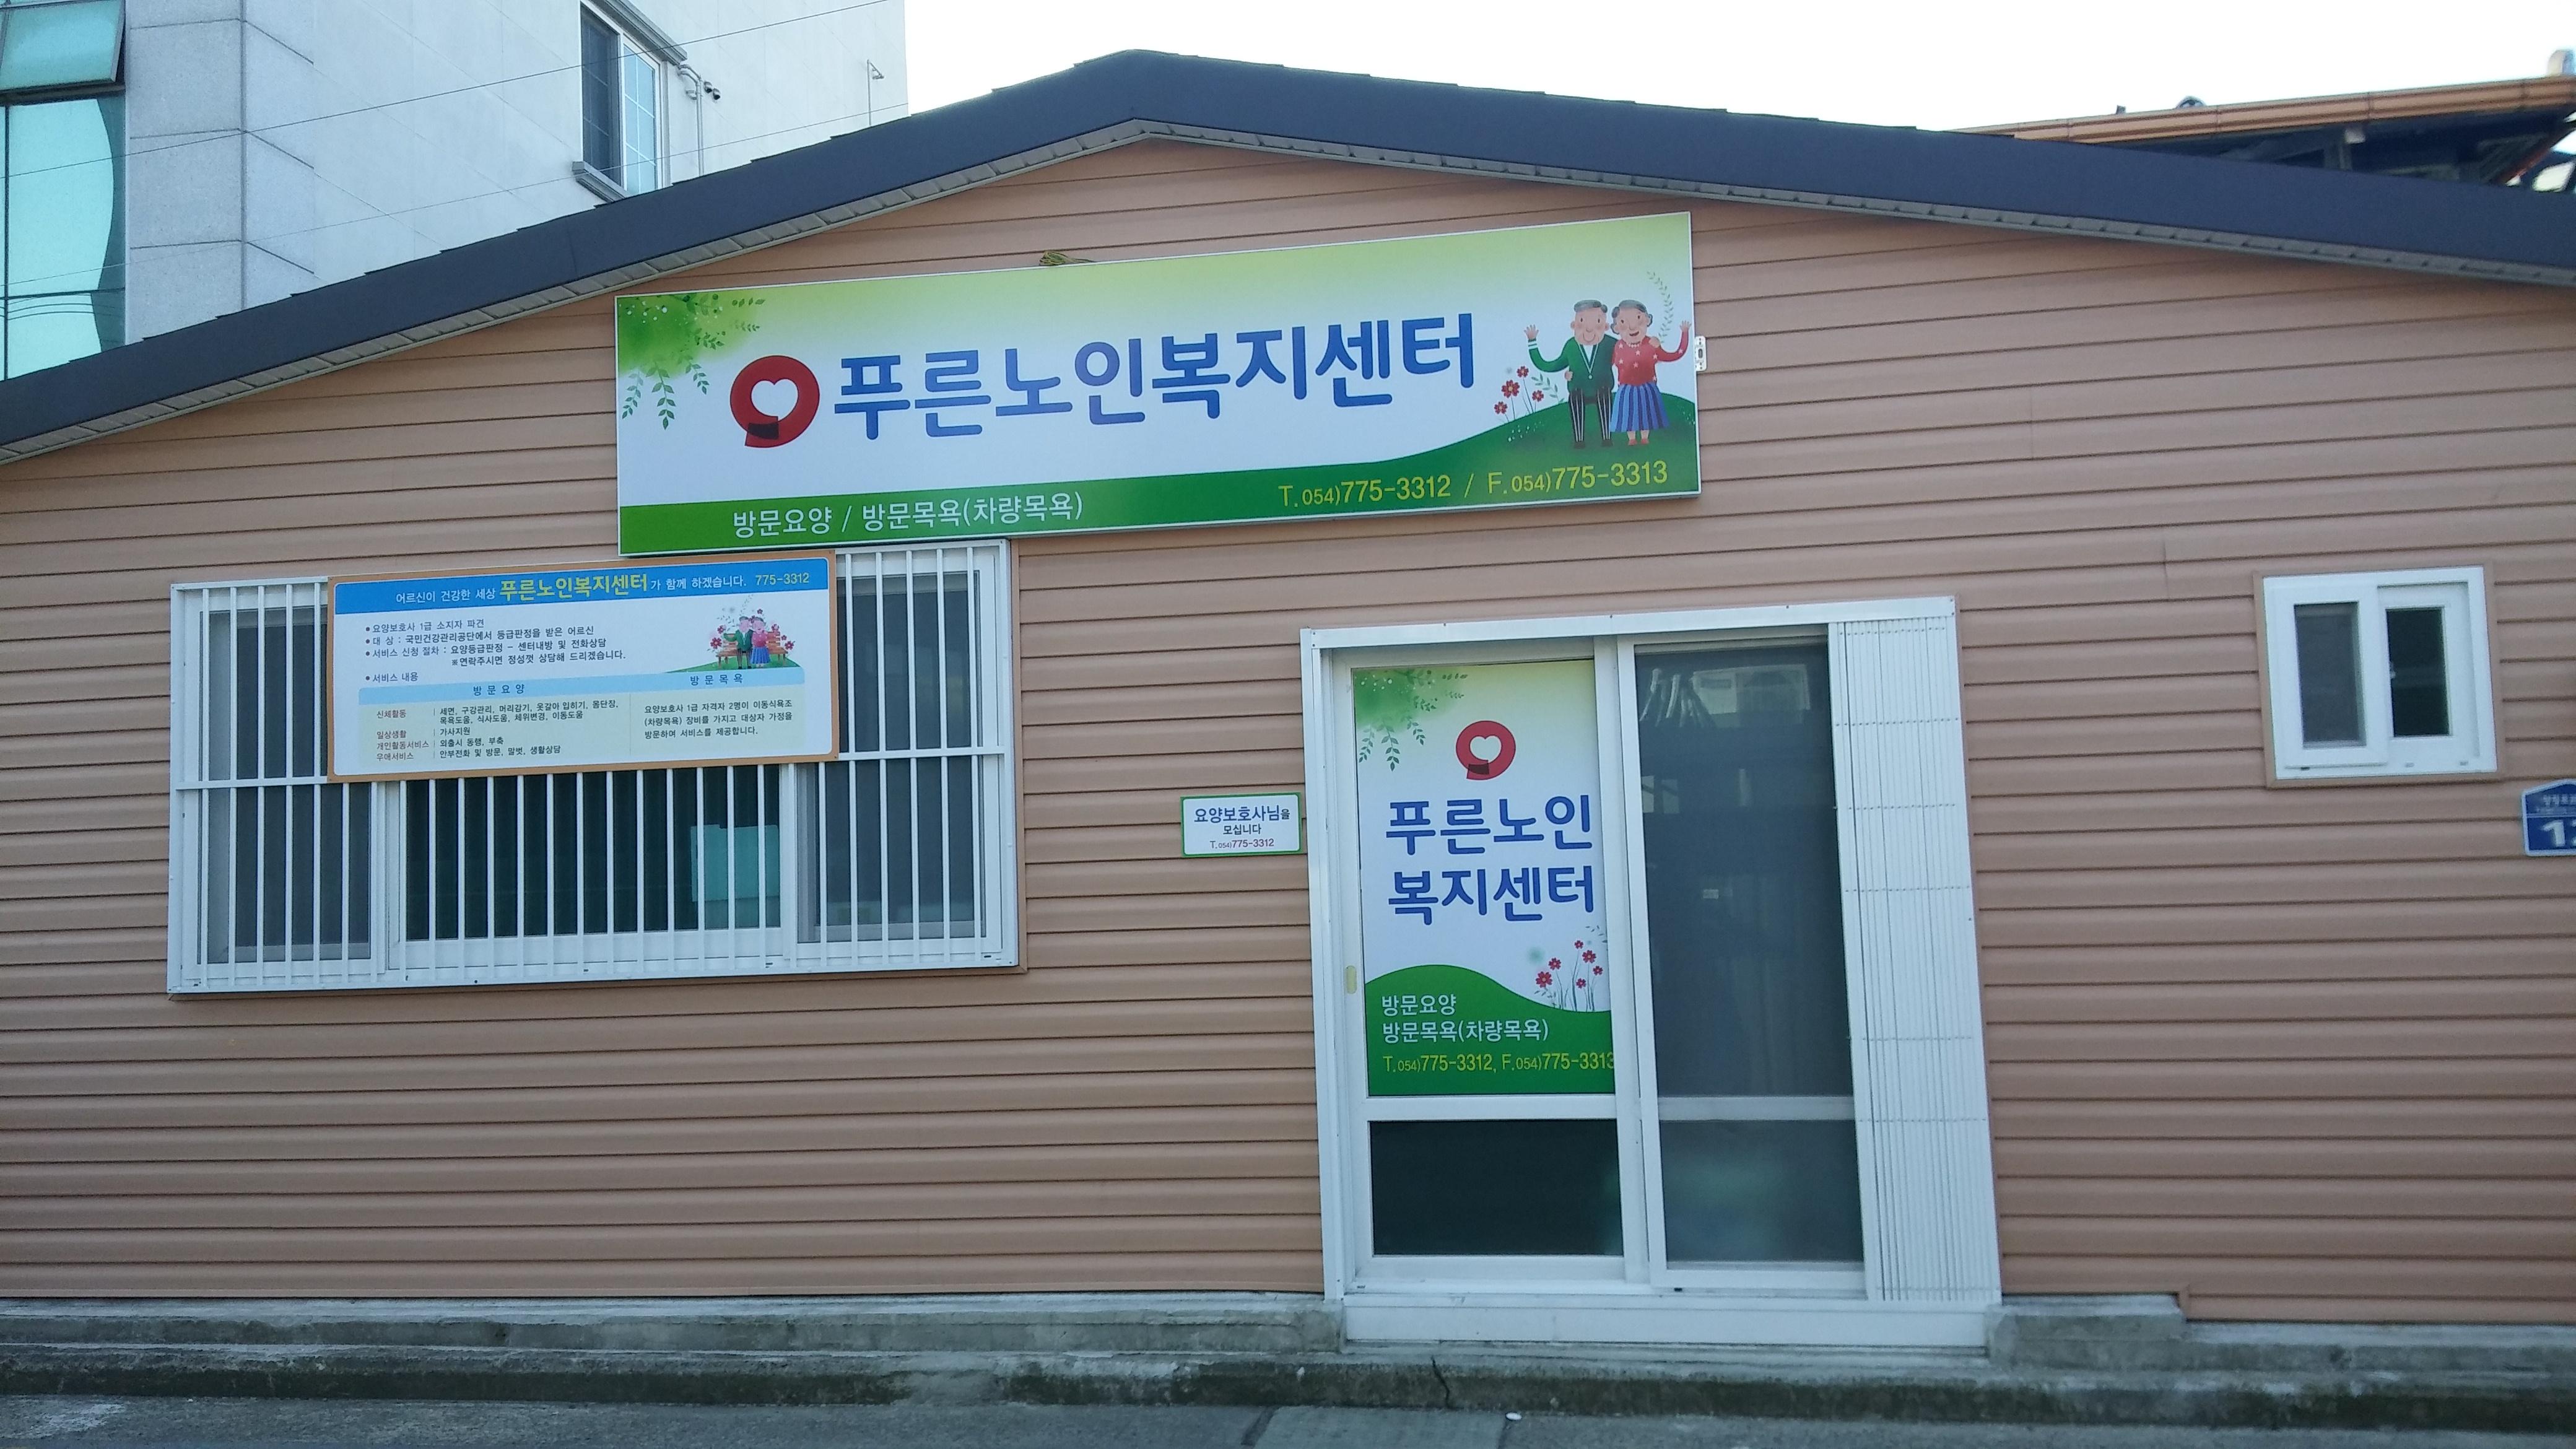 푸른노인복지센터
방문요양 / 방문목욕(차량목욕)
T.054)775-3312 / F.054)775-3313
어르신이 건강한 세상 푸른노인복지센터가 함께 하겠습니다. 775-3312
• 요양보호사 1급 소지자 파견
• 대 상 : 국민건강관리공단에서 등급판정을 받은 어르신
• 서비스 신청 절차 : 요양등급판정 - 센터내방 및 전화상담
※연락주시면 정성껏 상담해 드리겠습니다.
• 서비스 내용
방 문 요 양
방 문 목 욕
신체활동 세면, 구강관리, 머리감기, 옷갈아 입히기, 몸단장,
목욕도움, 식사도움, 체위변경, 이동도움
일상생활 가사지원
개인활동서비스 외출시 동행, 부축
우애서비스 안부전화 및 방문, 말벗, 생활상담
요양보호사 1급 자격자 2명이 이동식욕조
(차량목욕) 장비를 가지고 대상자 가정을
방문하며 서비스를 제공합니다.
요양보호사님을
모십니다
T.054)775-3312
푸른노인
복지센터
방문요양
방문목욕(차량목욕)
T.054)775-3312, F.054)775-3313